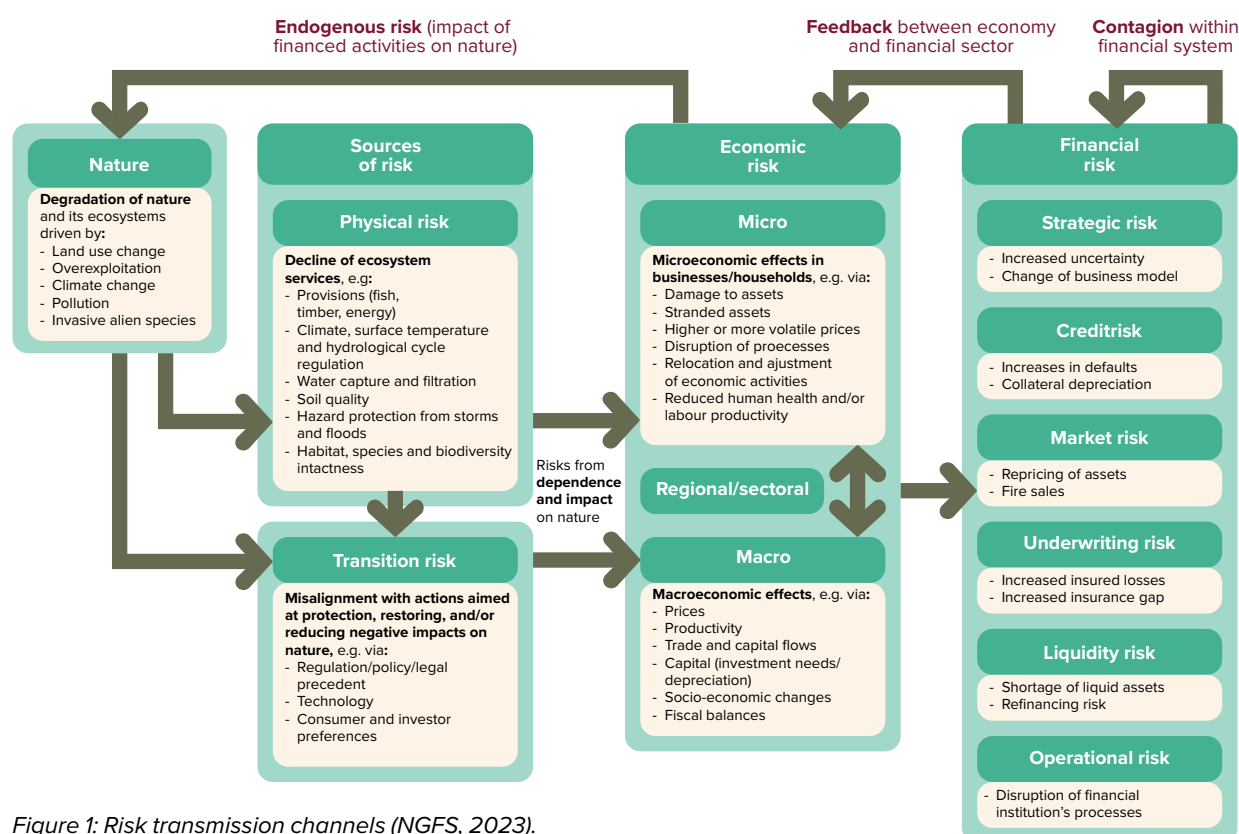 Endogenous risk (impact of
financed activities on nature)
Feedback between economy
and financial sector
Contagion within
financial system
Nature
Degradation of nature
and its ecosystems
driven by:
- Land use change
- Overexploitation
- Climate change
- Pollution
- Invasive alien species
Sources
of risk
Physical risk
Decline of ecosystem
services, e.g:
- Provisions (fish,
timber, energy)
- Climate, surface temperature
and hydrological cycle
regulation
- Water capture and filtration
- Soil quality
- Hazard protection from storms
and floods
- Habitat, species and biodiversity
intactness
Transition risk
Misalignment with actions aimed
at protection, restoring, and/or
reducing negative impacts on
nature, e.g. via:
- Regulation/policy/legal
precedent
- Technology
- Consumer and investor
preferences
Risks from
dependence
and impact
on nature
Economic
risk
Micro
Microeconomic effects in
businesses/households, e.g. via:
- Damage to assets
- Stranded assets
- Higher or more volatile prices
- Disruption of proecesses
- Relocation and ajustment
of economic activities
- Reduced human health and/or
labour productivity
Regional/sectoral
Macro
Macroeconomic effects, e.g. via:
- Prices
- Productivity
- Trade and capital flows
- Capital (investment needs/
depreciation)
- Socio-economic changes
- Fiscal balances
Financial
risk
Strategic risk
- Increased uncertainty
- Change of business model
Creditrisk
- Increases in defaults
- Collateral depreciation
Market risk
- Repricing of assets
- Fire sales
Underwriting risk
- Increased insured losses
- Increased insurance gap
Liquidity risk
- Shortage of liquid assets
- Refinancing risk
Operational risk
- Disruption of financial
institution's processes
Figure 1: Risk transmission channels (NGFS, 2023).